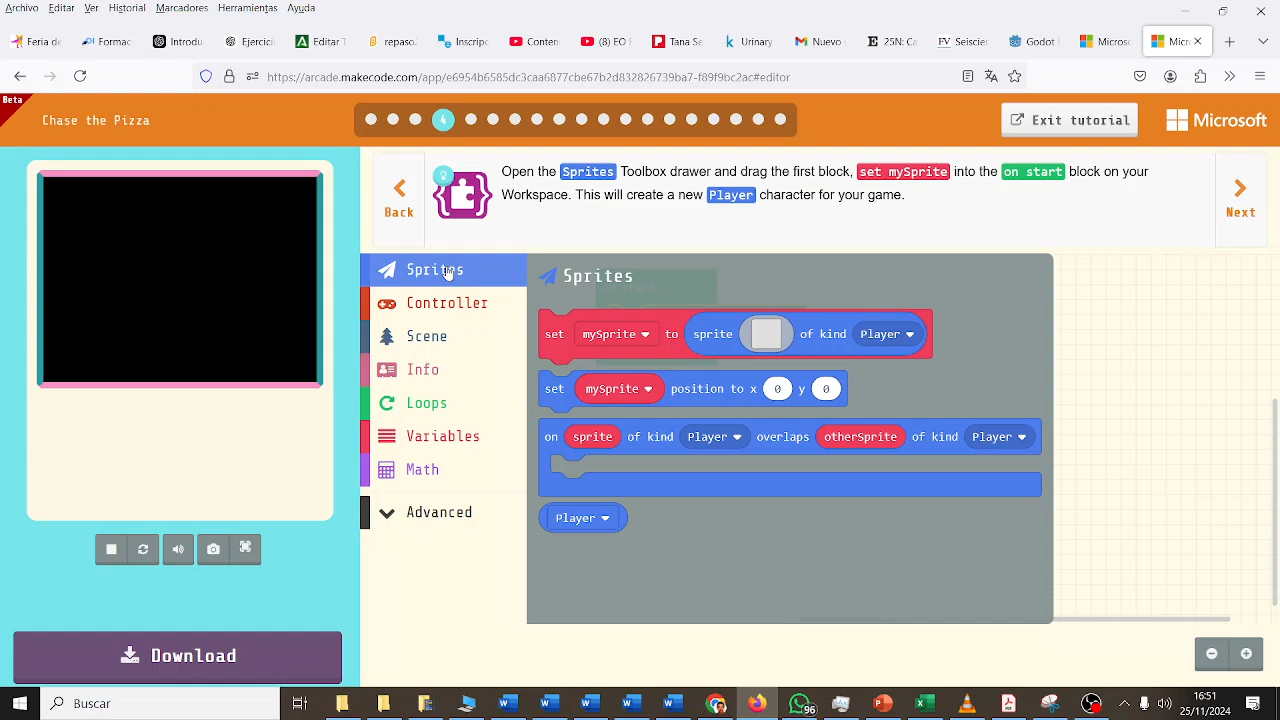 Archivo Editar Ver Historial Marcadores Herramientas Ayuda
Feria de
Formac
Introdu
Ejercic
Editar T
repaso
Inscripc
Conten
(8) FO E
Tana Se
Urinary
Nuevo
25N: Ca
FV Seiscier
Godot
Micros
Micr
https://arcade.makecode.com/app/e6954b6585dc3caa6f77cbe67b2d832826739ba7-f89f9bc2ac#editor
Beta
Chase the Pizza
4
Exit tutorial
Microsoft
Back
Open the Sprites Toolbox drawer and drag the first block, set mySprite into the on start block on your
Workspace. This will create a new Player character for your game.
Next
Sprites
Controller
Scene
Info
Loops
Variables
Math
Advanced
Sprites
set mySprite to sprite of kind Player
set mySprite position to x 0 y 0
on sprite of kind Player overlaps otherSprite of kind Player
Player
Download
Buscar
96
16:51
25/11/2024